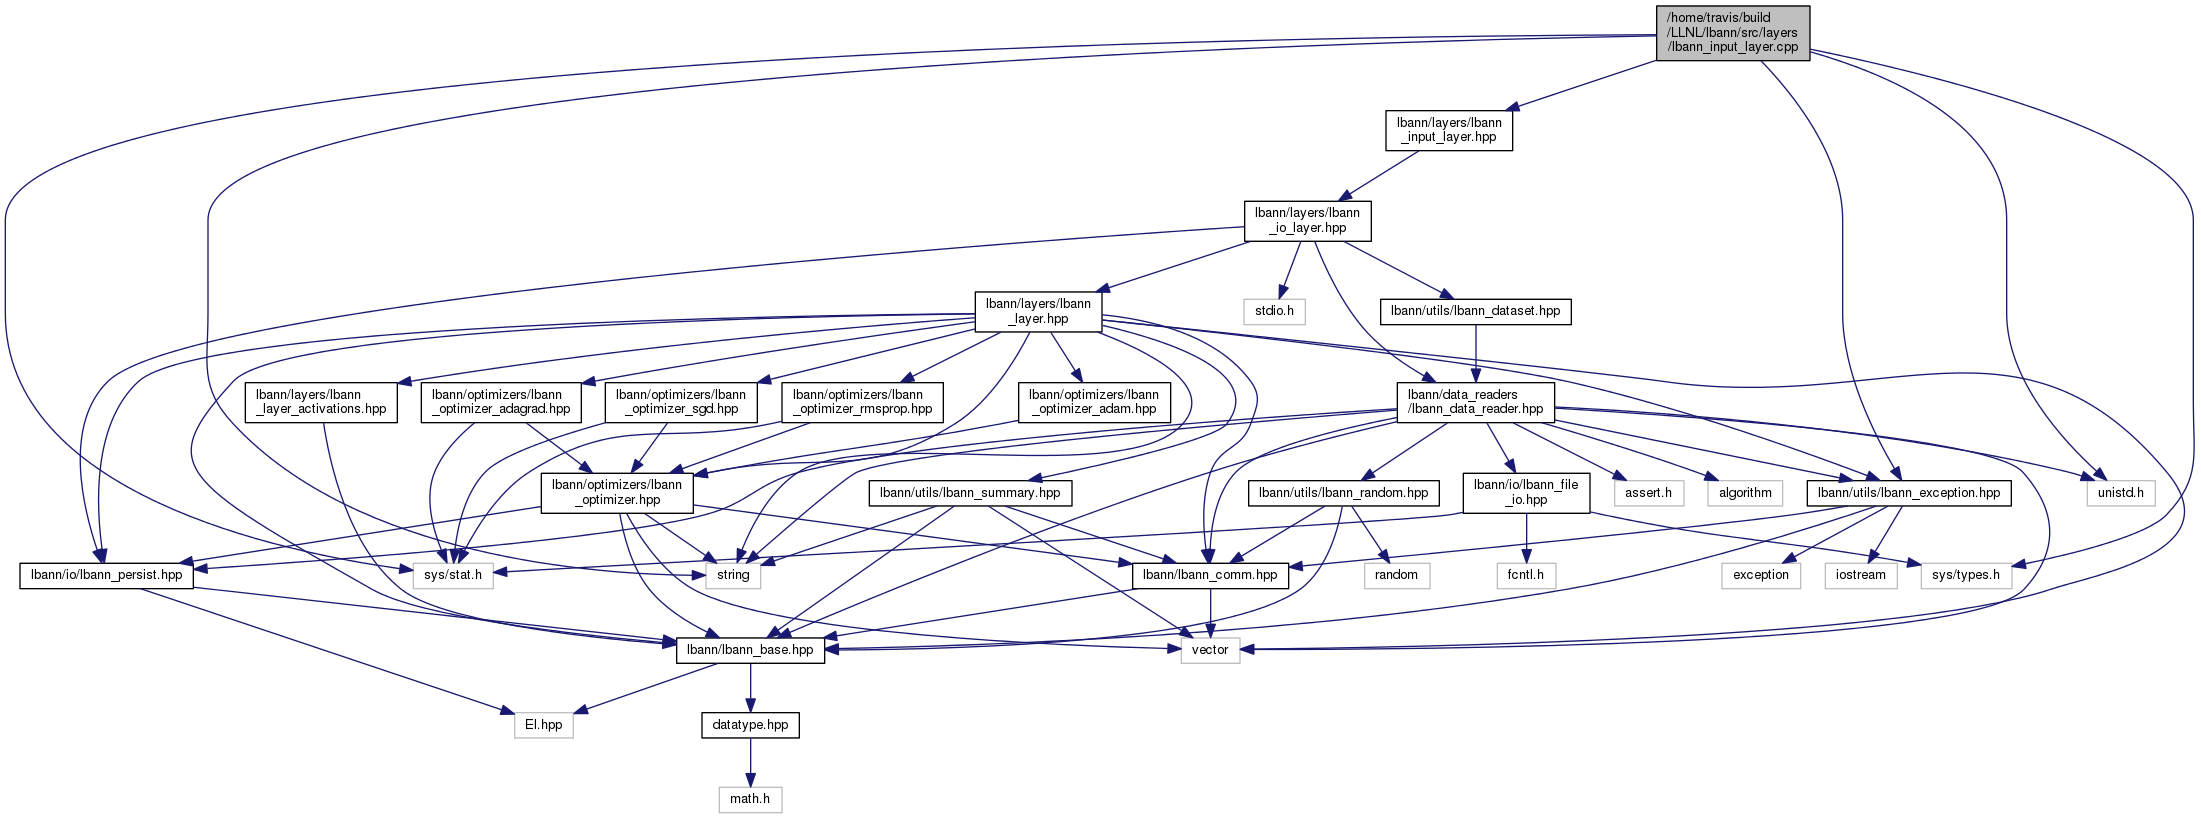 /home/travis/build
/LLNL/lbann/src/layers
/lbann_input_layer.cpp
lbann/layers/lbann
_input_layer.hpp
lbann/layers/lbann
_io_layer.hpp
lbann/layers/lbann
_layer.hpp
stdio.h
lbann/utils/lbann_dataset.hpp
lbann/layers/lbann
_layer_activations.hpp
lbann/optimizers/lbann
_optimizer_adagrad.hpp
lbann/optimizers/lbann
_optimizer_sgd.hpp
lbann/optimizers/lbann
_optimizer_rmsprop.hpp
lbann/optimizers/lbann
_optimizer_adam.hpp
lbann/data_readers
/lbann_data_reader.hpp
lbann/optimizers/lbann
_optimizer.hpp
lbann/utils/lbann_summary.hpp
lbann/utils/lbann_random.hpp
lbann/io/lbann_file
_io.hpp
assert.h
algorithm
lbann/utils/lbann_exception.hpp
unistd.h
lbann/io/lbann_persist.hpp
sys/stat.h
string
lbann/lbann_comm.hpp
random
fcntl.h
exception
iostream
sys/types.h
lbann/lbann_base.hpp
vector
El.hpp
datatype.hpp
math.h